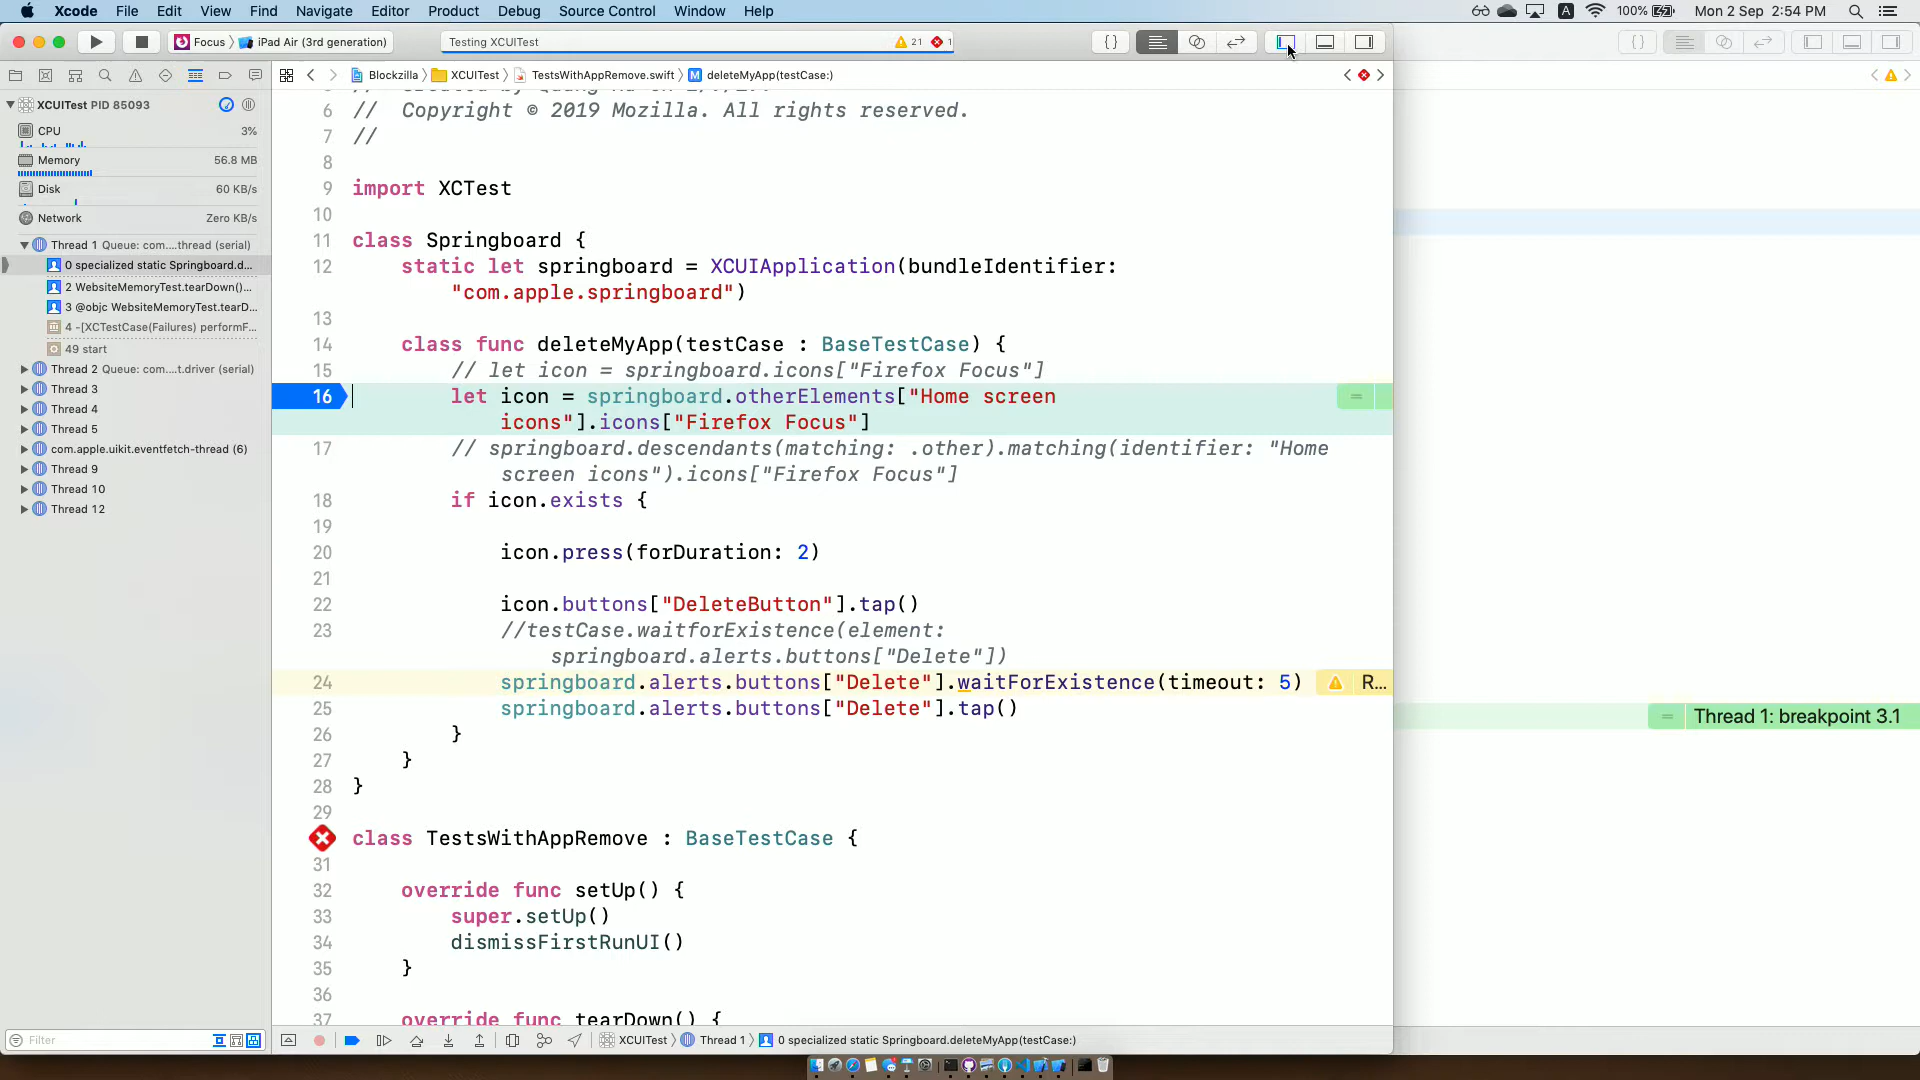 Xcode File Edit View Find Navigate Editor Product Debug Source Control Window Help
A 100% Mon 2 Sep 2:54 PM
Focus iPad Air (3rd generation) Testing XCUITest 21 1
Blockzilla XCUITest TestsWithAppRemove.swift M deleteMyApp(testCase:)
XCUITest PID 85093
CPU 3%
Memory 56.8 MB
Disk 60 KB/s
Network Zero KB/s
Thread 1 Queue: com....thread (serial)
0 specialized static Springboard.d...
2 WebsiteMemoryTest.tearDown()...
3 @objc WebsiteMemoryTest.tearD...
4 -[XCTestCase(Failures) performF...
49 start
Thread 2 Queue: com....t.driver (serial)
Thread 3
Thread 4
Thread 5
com.apple.uikit.eventfetch-thread (6)
Thread 9
Thread 10
Thread 12
Filter
6 //  Copyright © 2019 Mozilla. All rights reserved.
7 //
8
9 import XCTest
10
11 class Springboard {
12 static let springboard = XCUIApplication(bundleIdentifier:
"com.apple.springboard")
13
14 class func deleteMyApp(testCase : BaseTestCase) {
15 // let icon = springboard.icons["Firefox Focus"]
16 let icon = springboard.otherElements["Home screen
icons"].icons["Firefox Focus"]
17 // springboard.descendants(matching: .other).matching(identifier: "Home
screen icons").icons["Firefox Focus"]
18 if icon.exists {
19
20 icon.press(forDuration: 2)
21
22 icon.buttons["DeleteButton"].tap()
23 //testCase.waitforExistence(element:
springboard.alerts.buttons["Delete"])
24 springboard.alerts.buttons["Delete"].waitForExistence(timeout: 5) R...
25 springboard.alerts.buttons["Delete"].tap()
26 }
27 }
28 }
29
class TestsWithAppRemove : BaseTestCase {
31
32 override func setUp() {
33 super.setUp()
34 dismissFirstRunUI()
35 }
36
37 override func tearDown() {
Thread 1: breakpoint 3.1
XCUITest Thread 1 0 specialized static Springboard.deleteMyApp(testCase:)